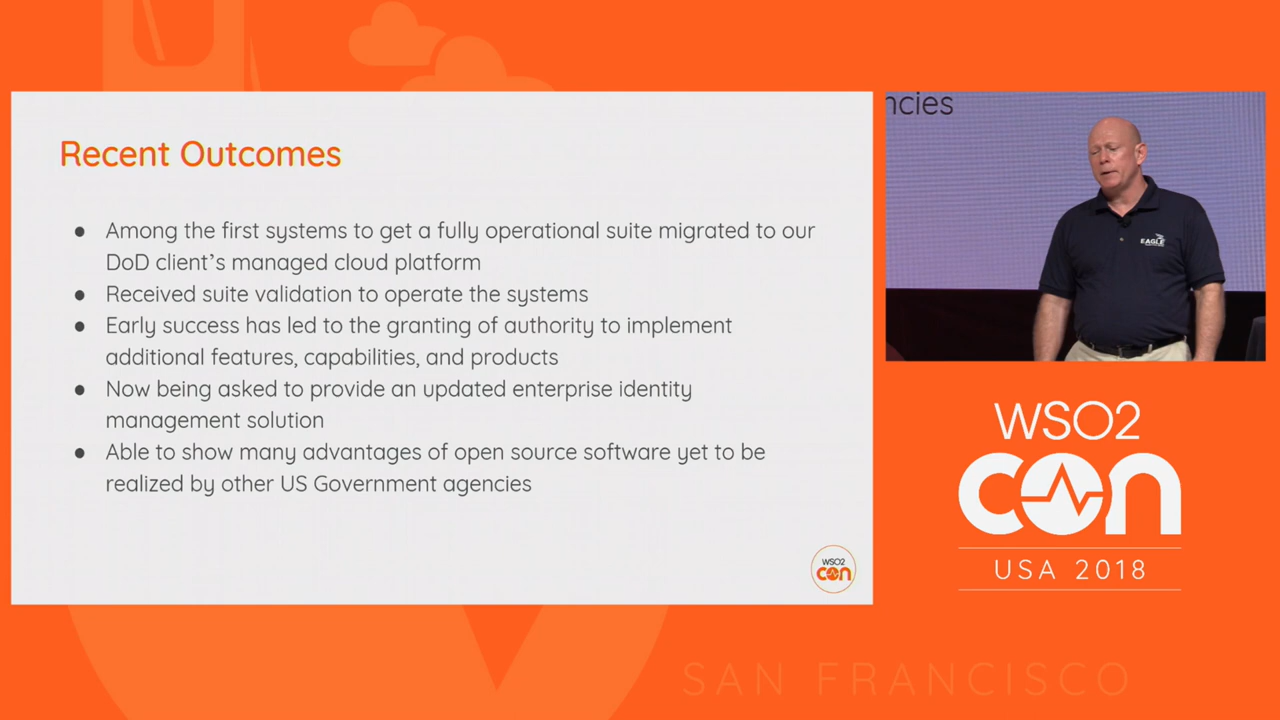 Recent Outcomes
● Among the first systems to get a fully operational suite migrated to our
DoD client's managed cloud platform
● Received suite validation to operate the systems
● Early success has led to the granting of authority to implement
additional features, capabilities, and products
● Now being asked to provide an updated enterprise identity
management solution
● Able to show many advantages of open source software yet to be
realized by other US Government agencies
WSO2
con
ncies
EAGLE
WSO2
con
USA 2018
SAN FRANCISCO